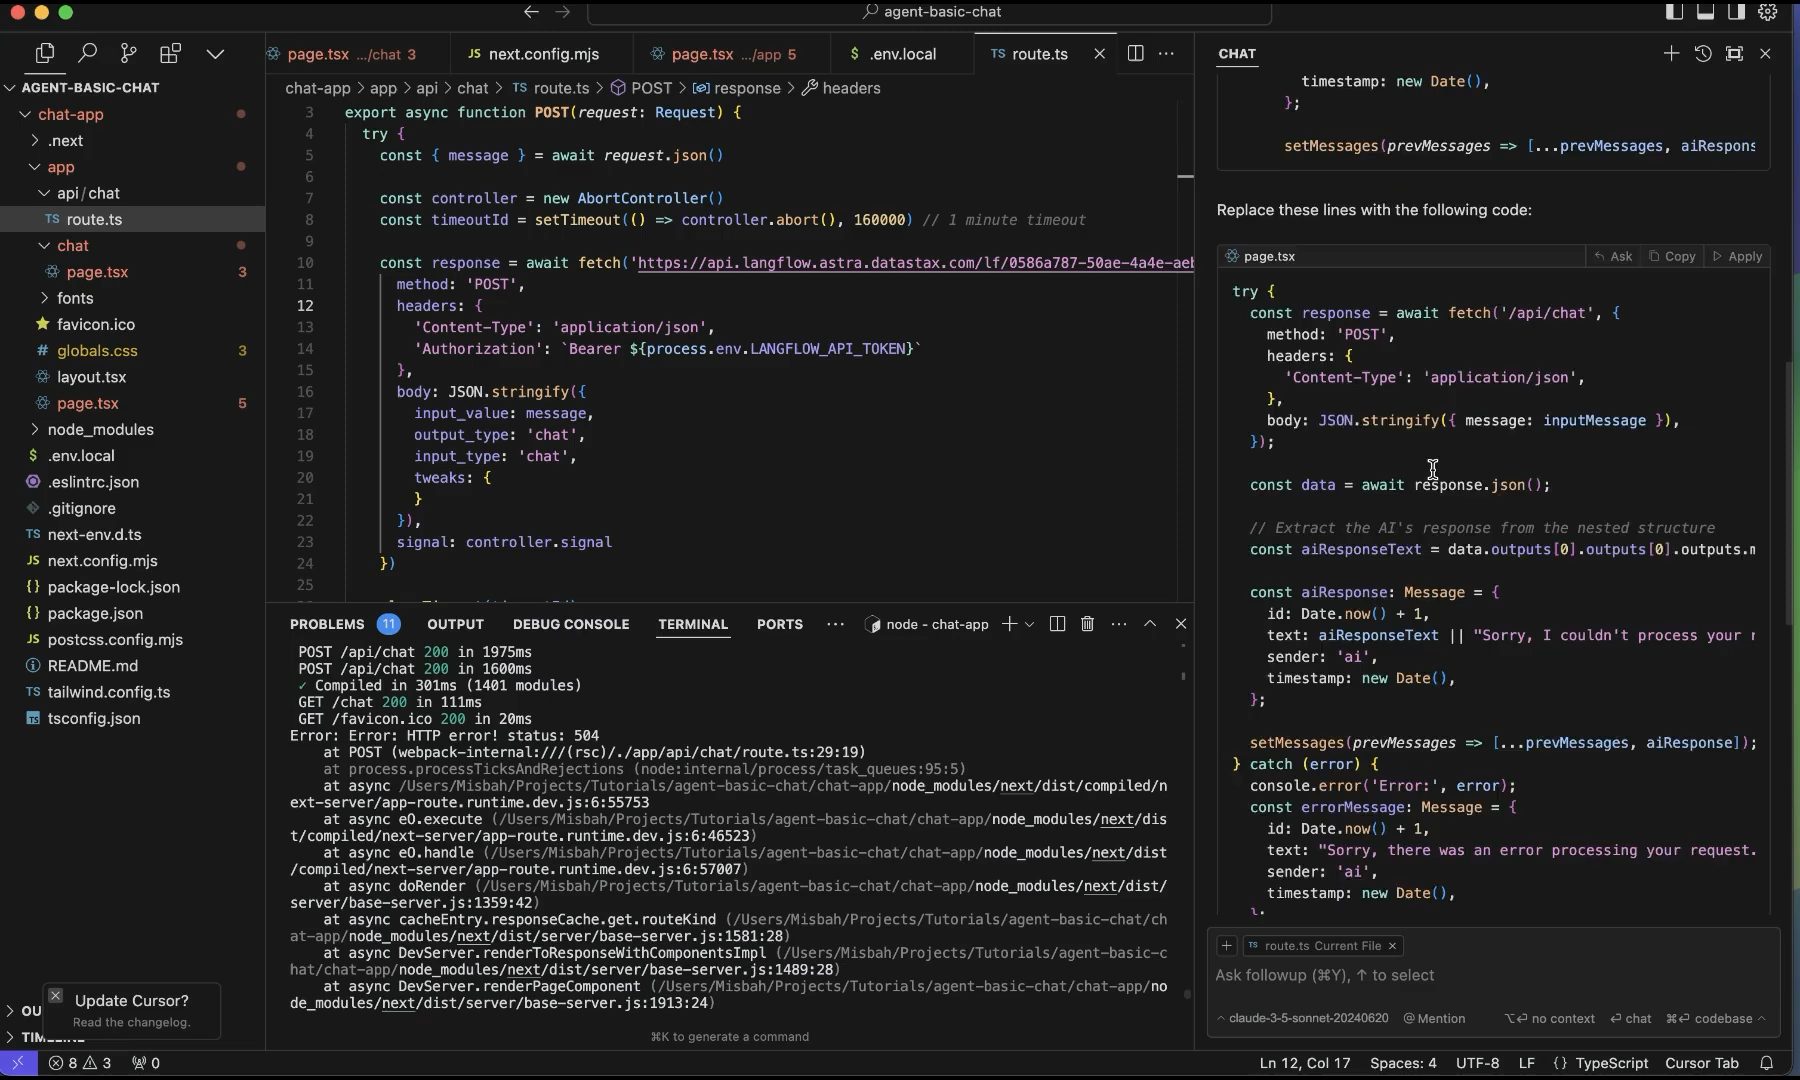 agent-basic-chat
AGENT-BASIC-CHAT
chat-app
.next
app
api/chat
TS route.ts
chat
page.tsx 3
fonts
favicon.ico
# globals.css 3
layout.tsx
page.tsx 5
node_modules
$ .env.local
.eslintrc.json
.gitignore
TS next-env.d.ts
JS next.config.mjs
{} package-lock.json
{} package.json
JS postcss.config.mjs
README.md
TS tailwind.config.ts
tsconfig.json
OU
Update Cursor?
Read the changelog.
page.tsx .../chat 3
JS next.config.mjs
page.tsx .../app 5
$ .env.local
TS route.ts
chat-app > app > api > chat > TS route.ts > POST > response > headers
3 export async function POST(request: Request) {
4 try {
5 const { message } = await request.json()
6
7 const controller = new AbortController()
8 const timeoutId = setTimeout(() => controller.abort(), 160000) // 1 minute timeout
9
10 const response = await fetch('https://api.langflow.astra.datastax.com/lf/0586a787-50ae-4a4e-aeb
11 method: 'POST',
12 headers: {
13 'Content-Type': 'application/json',
14 'Authorization': `Bearer ${process.env.LANGFLOW_API_TOKEN}`
15 },
16 body: JSON.stringify({
17 input_value: message,
18 output_type: 'chat',
19 input_type: 'chat',
20 tweaks: {
21 }
22 }),
23 signal: controller.signal
24 })
25
PROBLEMS 11 OUTPUT DEBUG CONSOLE TERMINAL PORTS ··· node - chat-app
POST /api/chat 200 in 1975ms
POST /api/chat 200 in 1600ms
✓ Compiled in 301ms (1401 modules)
GET /chat 200 in 111ms
GET /favicon.ico 200 in 20ms
Error: Error: HTTP error! status: 504
at POST (webpack-internal:///(rsc)/./app/api/chat/route.ts:29:19)
at process.processTicksAndRejections (node:internal/process/task_queues:95:5)
at async /Users/Misbah/Projects/Tutorials/agent-basic-chat/chat-app/node_modules/next/dist/compiled/n
ext-server/app-route.runtime.dev.js:6:55753
at async eO.execute (/Users/Misbah/Projects/Tutorials/agent-basic-chat/chat-app/node_modules/next/dis
t/compiled/next-server/app-route.runtime.dev.js:6:46523)
at async eO.handle (/Users/Misbah/Projects/Tutorials/agent-basic-chat/chat-app/node_modules/next/dist
/compiled/next-server/app-route.runtime.dev.js:6:57007)
at async doRender (/Users/Misbah/Projects/Tutorials/agent-basic-chat/chat-app/node_modules/next/dist/
server/base-server.js:1359:42)
at async cacheEntry.responseCache.get.routeKind (/Users/Misbah/Projects/Tutorials/agent-basic-chat/ch
at-app/node_modules/next/dist/server/base-server.js:1581:28)
at async DevServer.renderToResponseWithComponentsImpl (/Users/Misbah/Projects/Tutorials/agent-basic-c
hat/chat-app/node_modules/next/dist/server/base-server.js:1489:28)
at async DevServer.renderPageComponent (/Users/Misbah/Projects/Tutorials/agent-basic-chat/chat-app/no
de_modules/next/dist/server/base-server.js:1913:24)
⌘K to generate a command
CHAT
timestamp: new Date(),
};
setMessages(prevMessages => [...prevMessages, aiRespons
Replace these lines with the following code:
page.tsx Ask Copy Apply
try {
const response = await fetch('/api/chat', {
method: 'POST',
headers: {
'Content-Type': 'application/json',
},
body: JSON.stringify({ message: inputMessage }),
});
const data = await response.json();
// Extract the AI's response from the nested structure
const aiResponseText = data.outputs[0].outputs[0].outputs.m
const aiResponse: Message = {
id: Date.now() + 1,
text: aiResponseText || "Sorry, I couldn't process your r
sender: 'ai',
timestamp: new Date(),
};
setMessages(prevMessages => [...prevMessages, aiResponse]);
} catch (error) {
console.error('Error:', error);
const errorMessage: Message = {
id: Date.now() + 1,
text: "Sorry, there was an error processing your request.
sender: 'ai',
timestamp: new Date(),
TS route.ts Current File
Ask followup (⌘Y), ↑ to select
claude-3-5-sonnet-20240620 @ Mention ⌥↵ no context ↵ chat ⌘↵ codebase
8 3 0 Ln 12, Col 17 Spaces: 4 UTF-8 LF {} TypeScript Cursor Tab